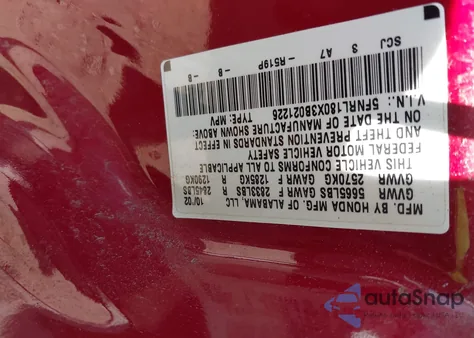 MFD. BY HONDA MFG. OF ALABAMA, LLC 10/02
GVWR 5665LBS GAWR F 2833LBS R 2845LBS
GVWR 2570KG GAWR F 1285KG R 1290KG
THIS VEHICLE CONFORMS TO ALL APPLICABLE
FEDERAL MOTOR VEHICLE SAFETY
AND THEFT PREVENTION STANDARDS IN EFFECT
ON THE DATE OF MANUFACTURE SHOWN ABOVE.
V.I.N.: 5FNRL180X3B021226 TYPE: MPV
SCJ 3 A7 -R519P -B -B
autoSnap